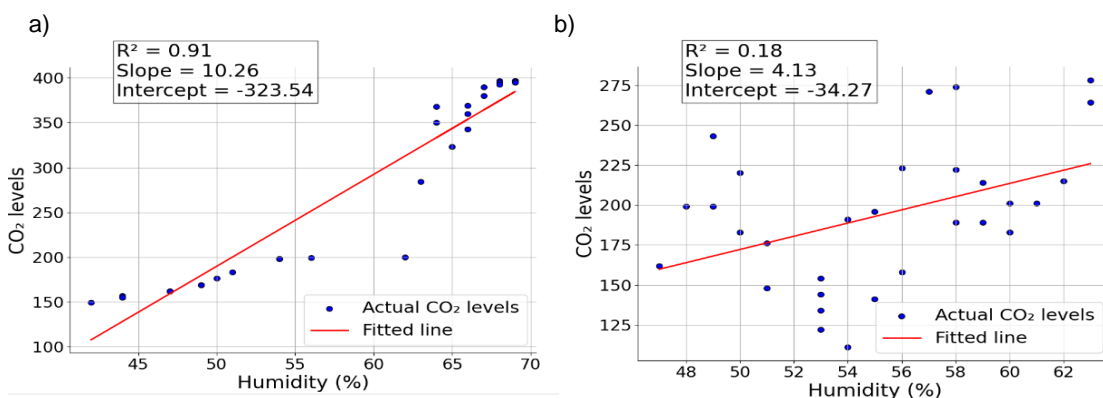 a)
R² = 0.91
Slope = 10.26
Intercept = -323.54
400
350
300
250
200
150
100
CO₂ levels
Actual CO₂ levels
Fitted line
45 50 55 60 65 70
Humidity (%)
b)
R² = 0.18
Slope = 4.13
Intercept = -34.27
275
250
225
200
175
150
125
CO₂ levels
Actual CO₂ levels
Fitted line
48 50 52 54 56 58 60 62
Humidity (%)